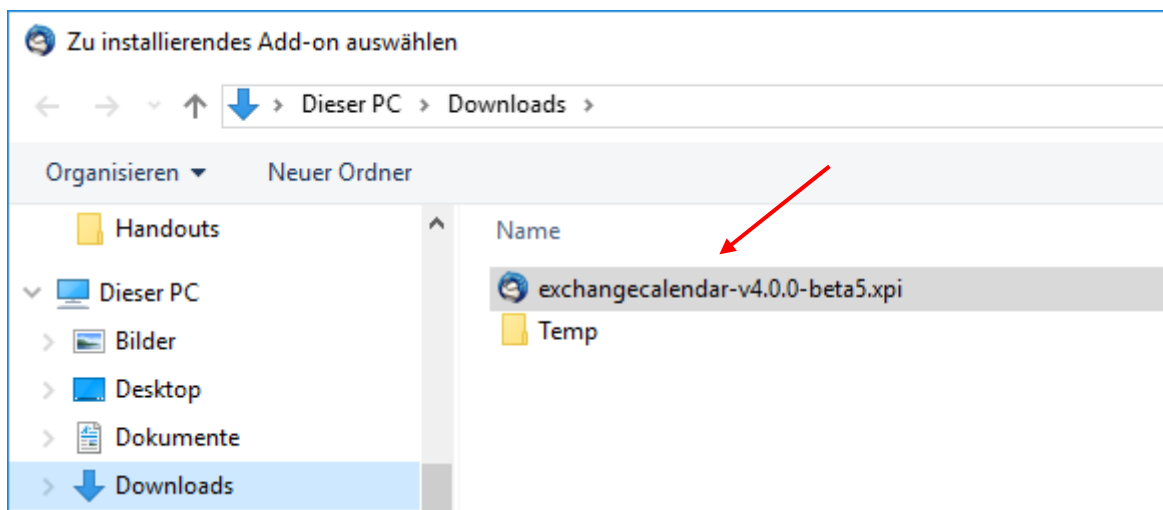 Zu installierendes Add-on auswählen
Dieser PC > Downloads >
Organisieren Neuer Ordner
Handouts
Name
Dieser PC
exchangecalendar-v4.0.0-beta5.xpi
Bilder
Temp
Desktop
Dokumente
Downloads